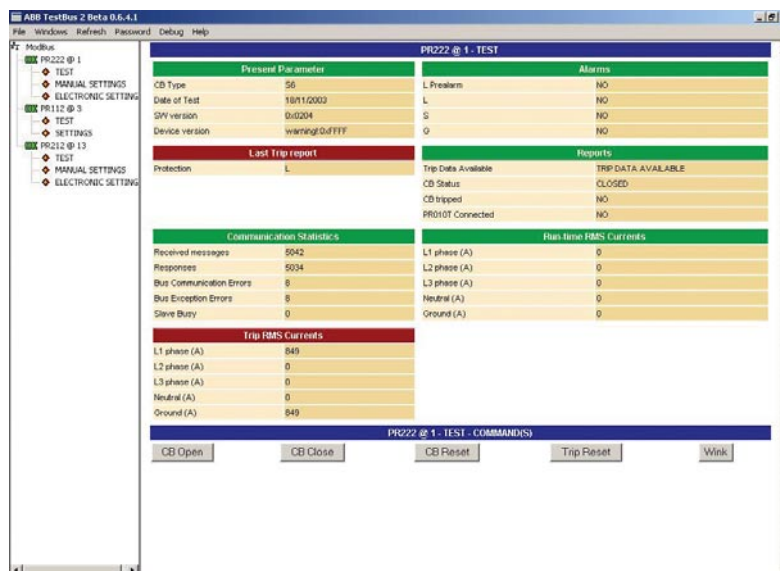 ABB TestBus 2 Beta 0.6.4.1
File Windows Refresh Password Debug Help
ModBus
PR222 @ 1
TEST
MANUAL SETTINGS
ELECTRONIC SETTING
PR112 @ 3
TEST
SETTINGS
PR212 @ 13
TEST
MANUAL SETTINGS
ELECTRONIC SETTING
PR222 @ 1 - TEST
Present Parameter
CB Type S6
Date of Test 18/11/2003
SW version 0x0204
Device version warning!:0xFFFF
Alarms
L Prealarm NO
L NO
S NO
G NO
Last Trip report
Protection L
Reports
Trip Data Available TRIP DATA AVAILABLE
CB Status CLOSED
CB tripped NO
PR010T Connected NO
Communication Statistics
Received messages 5042
Responses 5034
Bus Communication Errors 8
Bus Exception Errors 8
Slave Busy 0
Run-time RMS Currents
L1 phase (A) 0
L2 phase (A) 0
L3 phase (A) 0
Neutral (A) 0
Ground (A) 0
Trip RMS Currents
L1 phase (A) 849
L2 phase (A) 0
L3 phase (A) 0
Neutral (A) 0
Ground (A) 849
PR222 @ 1 - TEST - COMMAND(S)
CB Open CB Close CB Reset Trip Reset Wink